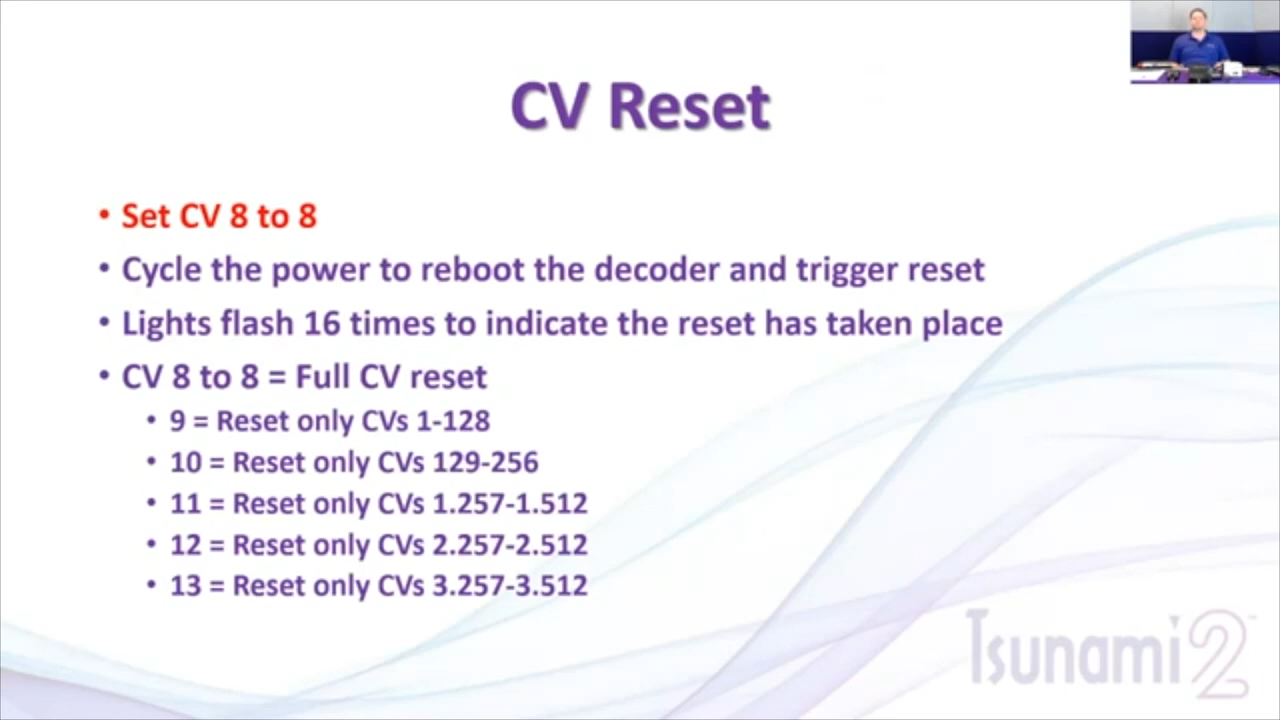 CV Reset
• Set CV 8 to 8
• Cycle the power to reboot the decoder and trigger reset
• Lights flash 16 times to indicate the reset has taken place
• CV 8 to 8 = Full CV reset
• 9 = Reset only CVs 1-128
• 10 = Reset only CVs 129-256
• 11 = Reset only CVs 1.257-1.512
• 12 = Reset only CVs 2.257-2.512
• 13 = Reset only CVs 3.257-3.512
Tsunami2™